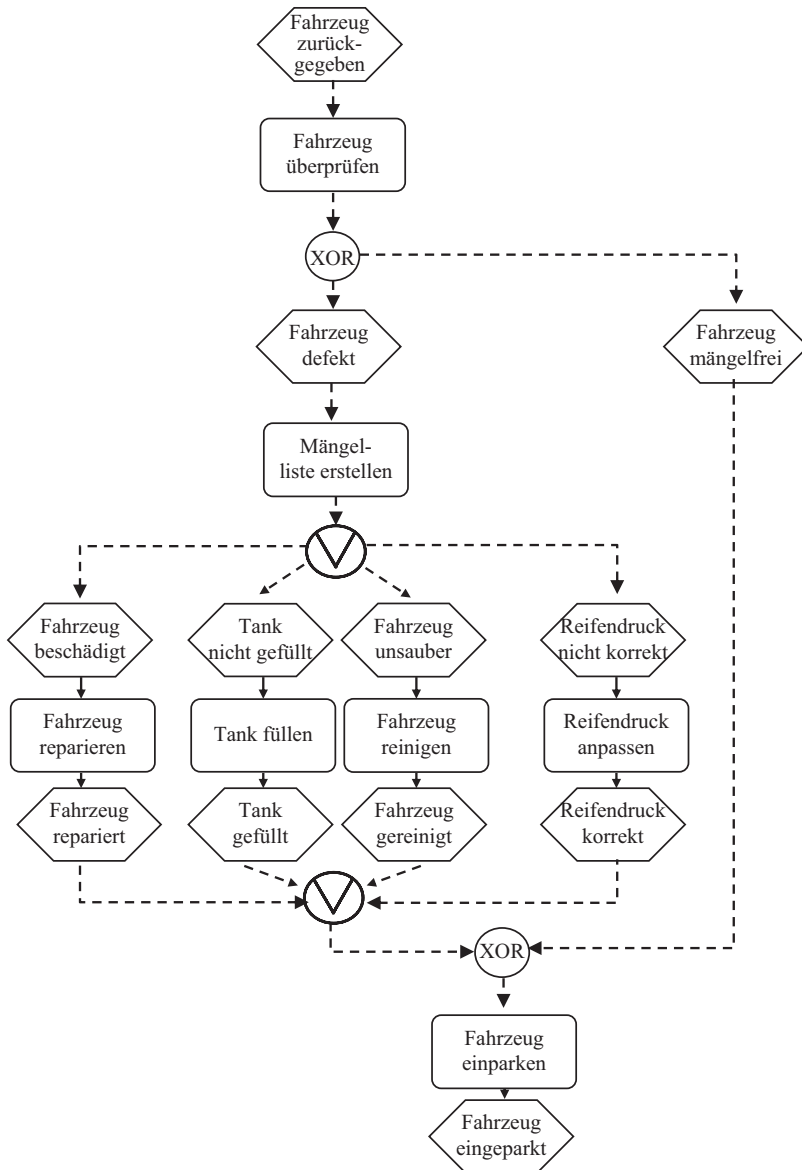 Fahrzeug
zurück-
gegeben
Fahrzeug
überprüfen
XOR
Fahrzeug
defekt
Fahrzeug
mängelfrei
Mängel-
liste erstellen
V
Fahrzeug
beschädigt
Tank
nicht gefüllt
Fahrzeug
unsauber
Reifendruck
nicht korrekt
Fahrzeug
reparieren
Tank füllen
Fahrzeug
reinigen
Reifendruck
anpassen
Fahrzeug
repariert
Tank
gefüllt
Fahrzeug
gereinigt
Reifendruck
korrekt
V
XOR
Fahrzeug
einparken
Fahrzeug
eingeparkt